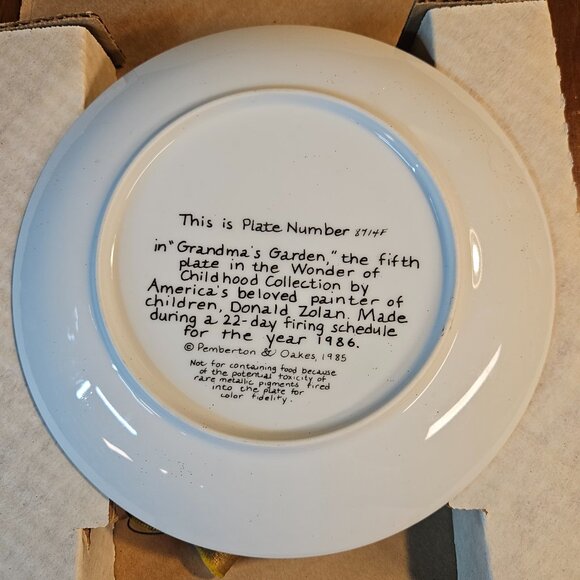 This is Plate Number 8714F
in "Grandma's Garden," the fifth
plate in the Wonder of
Childhood Collection by
America's beloved painter of
children, Donald Zolan. Made
during a 22-day firing schedule
for the year 1986.
© Pemberton & Oakes, 1985
Not for containing food because
of the potential toxicity of
rare metallic pigments fired
into the plate for
color fidelity.